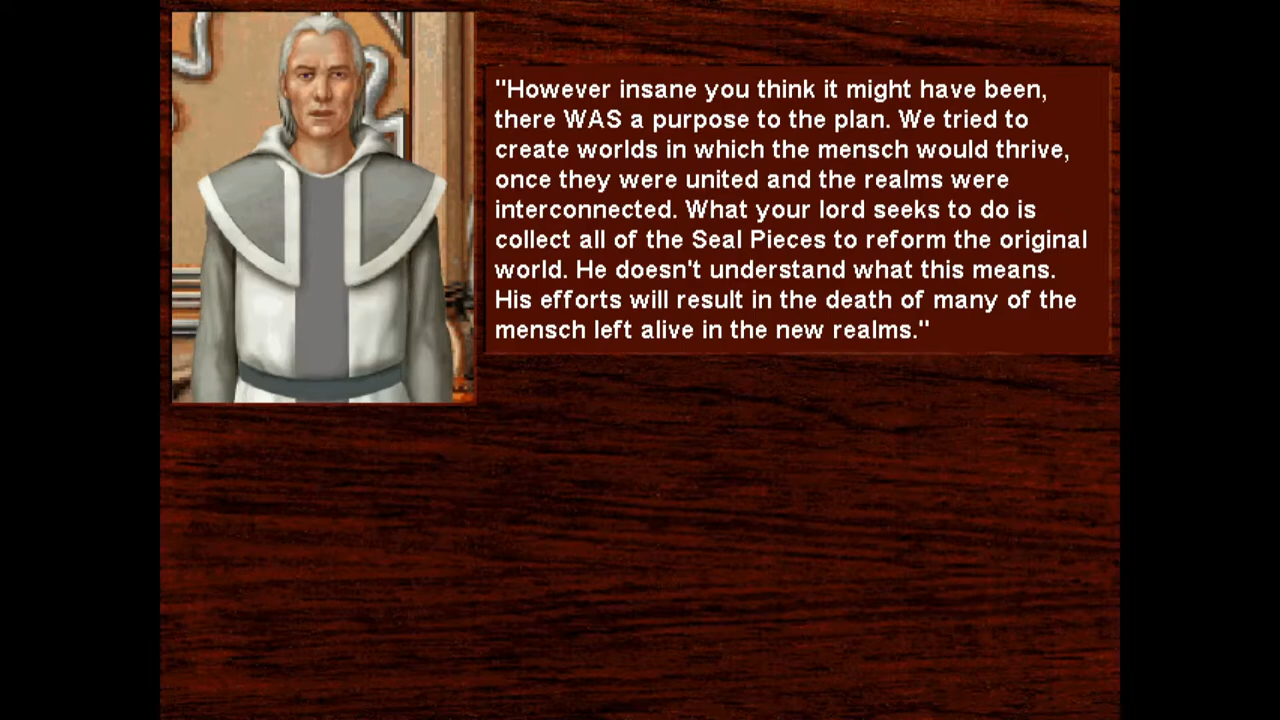 "However insane you think it might have been,
there WAS a purpose to the plan. We tried to
create worlds in which the mensch would thrive,
once they were united and the realms were
interconnected. What your lord seeks to do is
collect all of the Seal Pieces to reform the original
world. He doesn't understand what this means.
His efforts will result in the death of many of the
mensch left alive in the new realms."